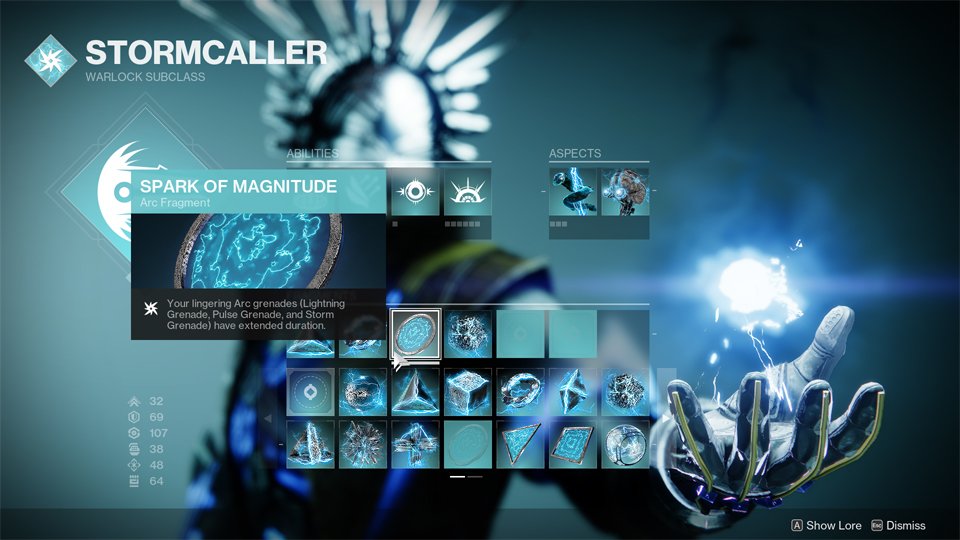 STORMCALLER
WARLOCK SUBCLASS
ABILITIES
ASPECTS
SPARK OF MAGNITUDE
Arc Fragment
Your lingering Arc grenades (Lightning
Grenade, Pulse Grenade, and Storm
Grenade) have extended duration.
32
69
107
38
48
64
A Show Lore Esc Dismiss